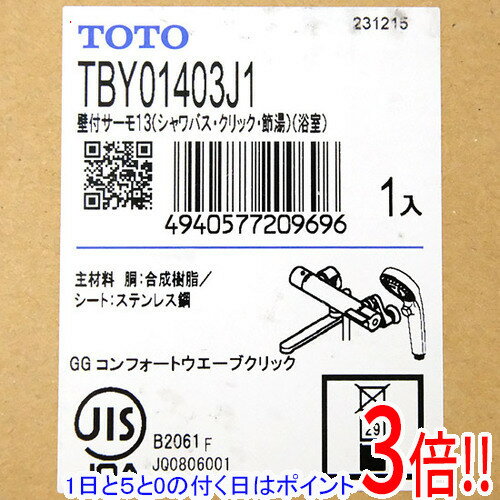 TOTO
231215
TBY01403J1
壁付サーモ13(シャワバス・クリック・節湯)(浴室)
4940577209696
1入
主材料 胴:合成樹脂/
シート:ステンレス鋼
GG コンフォートウエーブクリック
JIS
B2061 F
JQ0806001
29
1日と5と0の付く日はポイント3倍!!